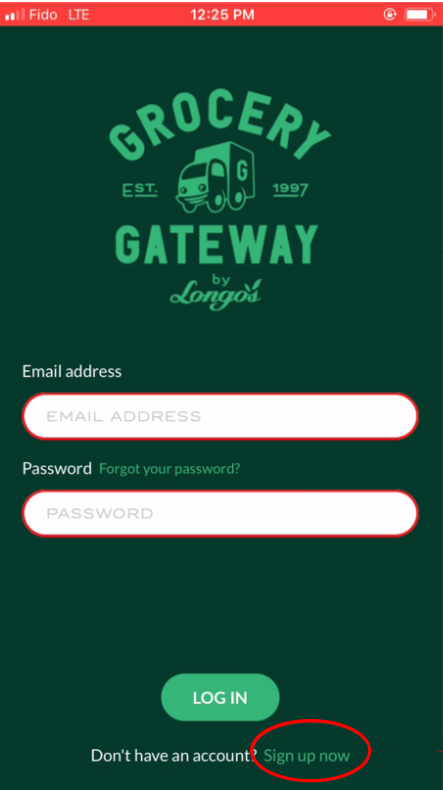 Fido LTE 12:25 PM
GROCERY
G
EST. 1997
GATEWAY
by
Longo's
Email address
EMAIL ADDRESS
Password Forgot your password?
PASSWORD
LOG IN
Don't have an account? Sign up now